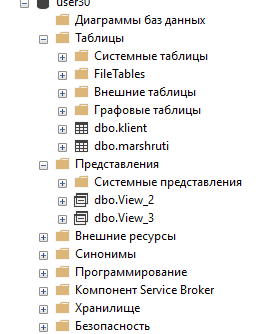 user30
Диаграммы баз данных
Таблицы
Системные таблицы
FileTables
Внешние таблицы
Графовые таблицы
dbo.klient
dbo.marshruti
Представления
Системные представления
dbo.View_2
dbo.View_3
Внешние ресурсы
Синонимы
Программирование
Компонент Service Broker
Хранилище
Безопасность